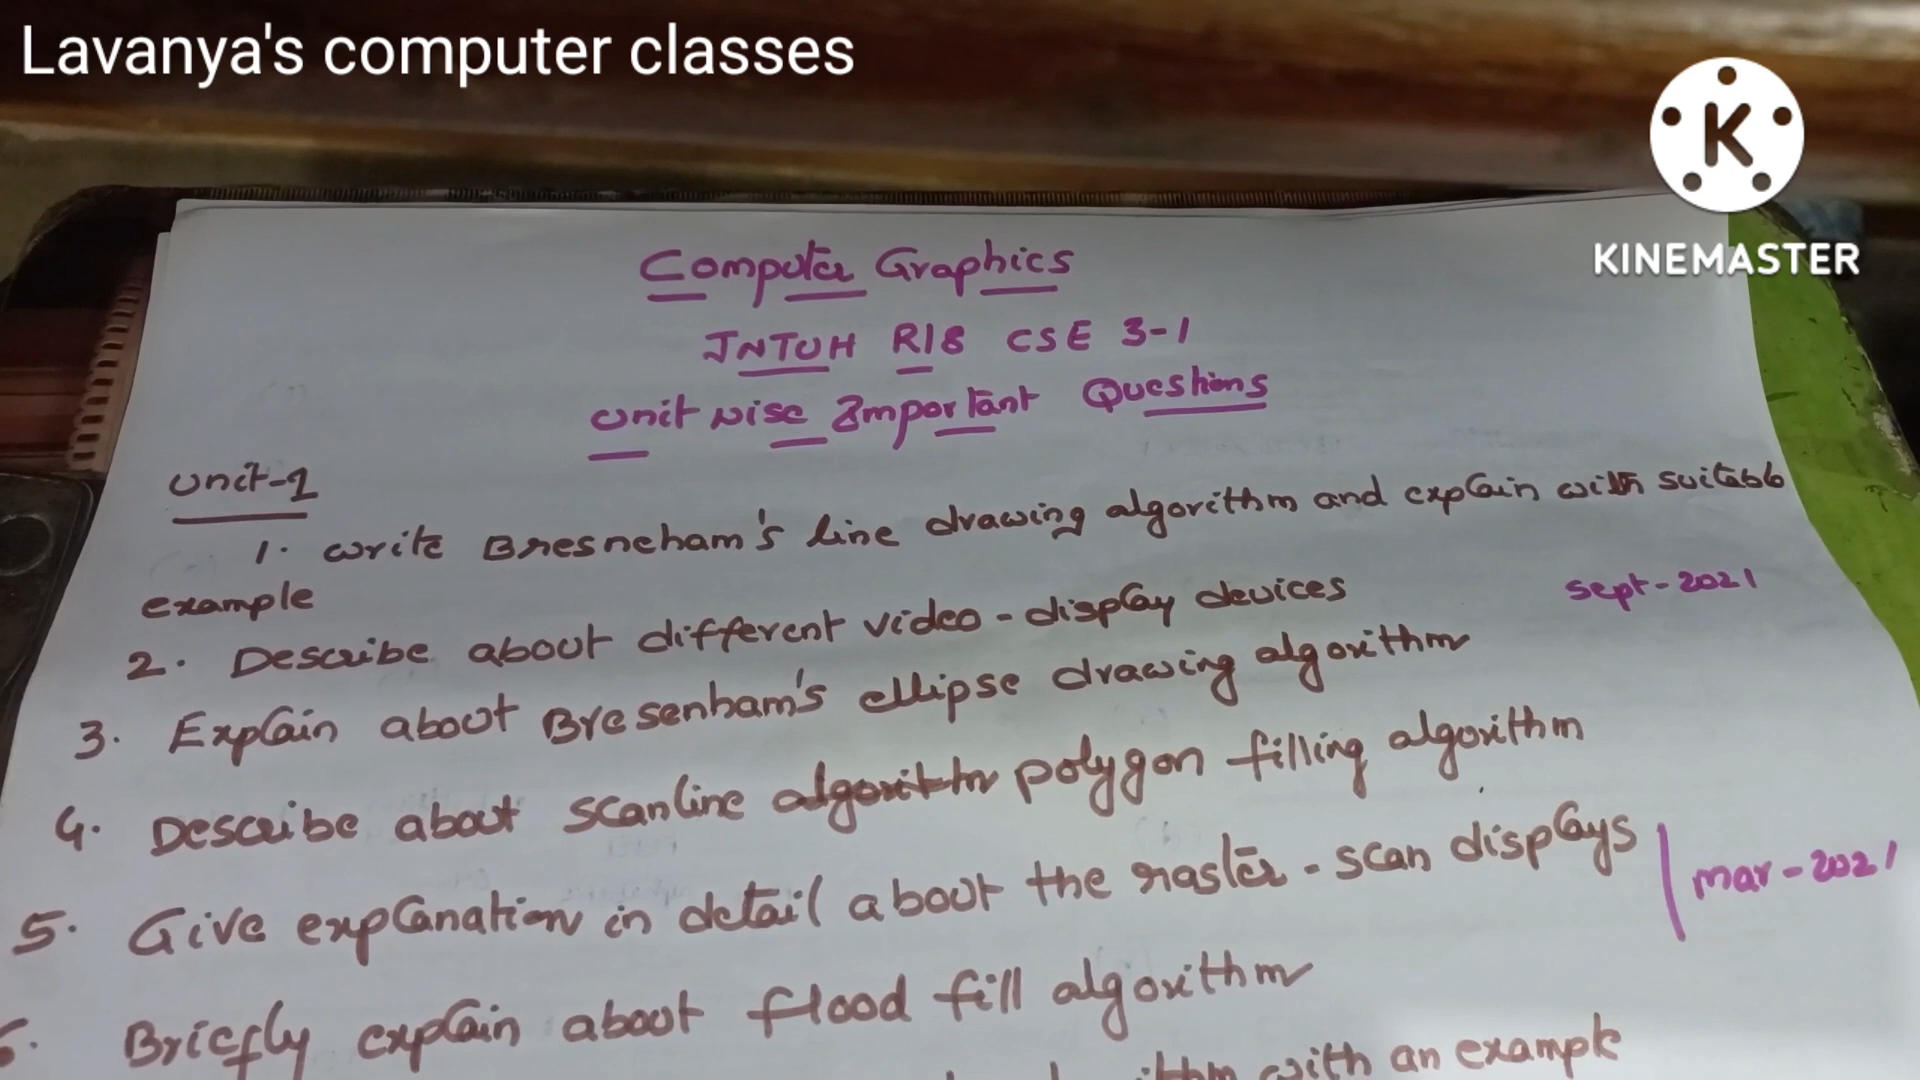 Lavanya's computer classes
K
KINEMASTER
Computer Graphics
JNTUH R18 CSE 3-1
Unit wise Important Questions
Unit-1
1. write Bresneham's line drawing algorithm and explain with suitable
example
2. Describe about different video-display devices sept-2021
3. Explain about Bresenham's ellipse drawing algorithm
4. Describe about scanline algorithm polygon filling algorithm
5. Give explanation in detail about the raster-scan displays mar-2021
6. Briefly explain about flood fill algorithm
with an example